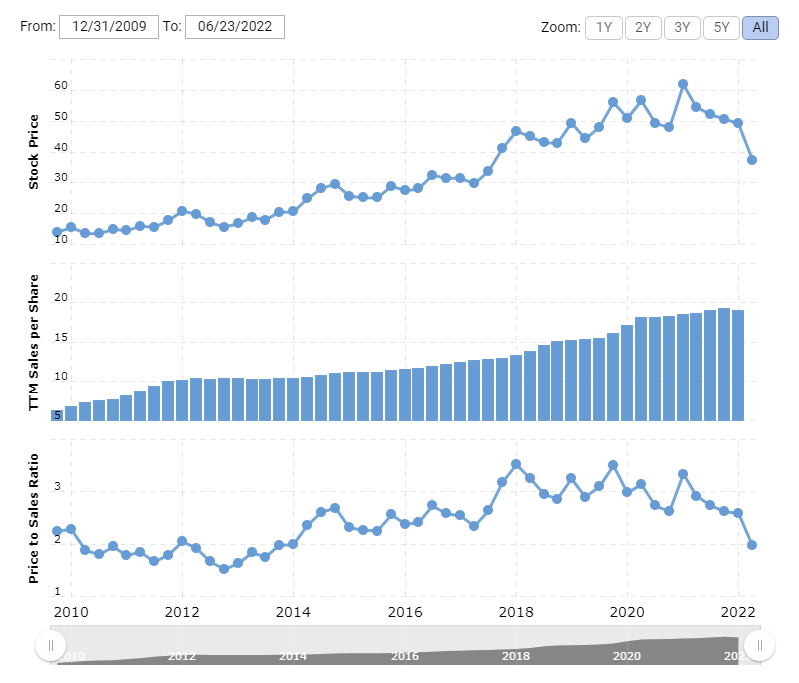 From: 12/31/2009 To: 06/23/2022 Zoom: 1Y 2Y 3Y 5Y All
Stock Price
60
50
40
30
20
10
TTM Sales per Share
20
15
10
5
Price to Sales Ratio
3
2
1
2010 2012 2014 2016 2018 2020 2022
2010 2012 2014 2016 2018 2020 202